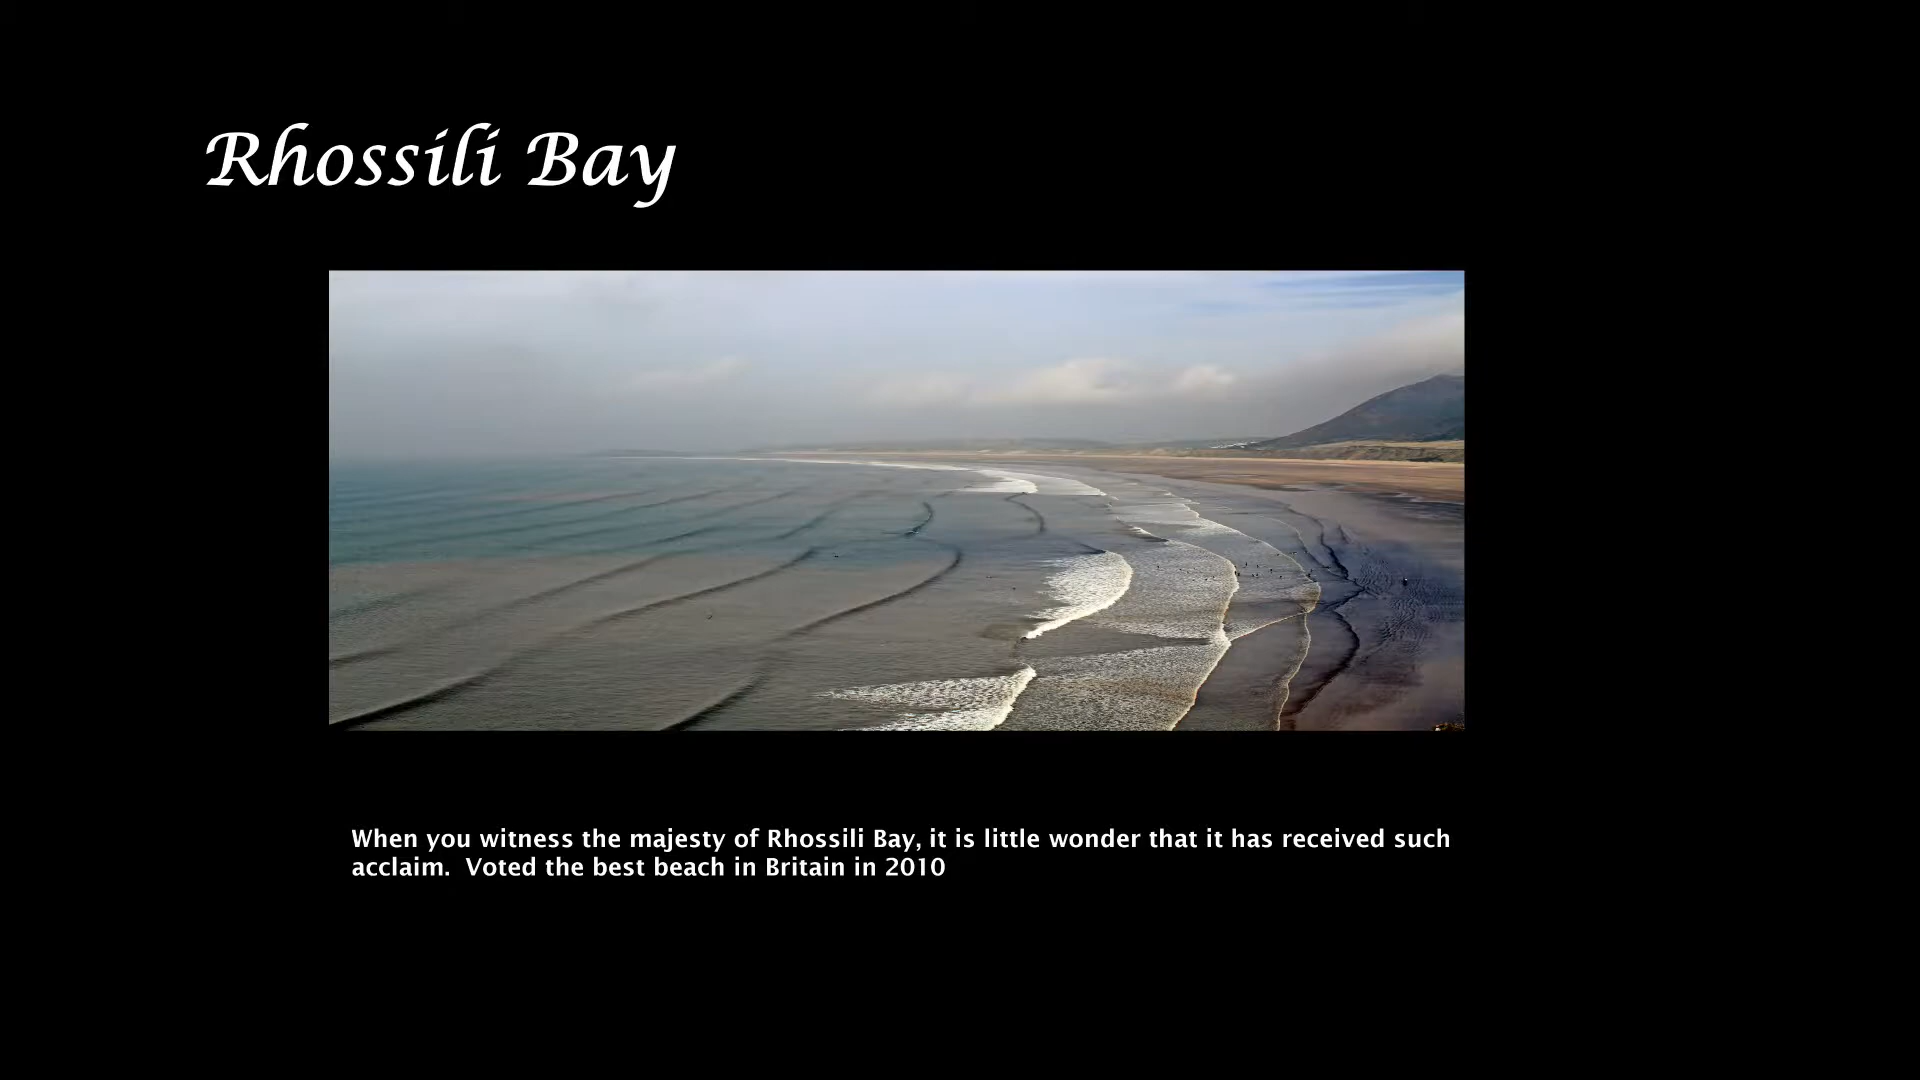 Rhossili Bay
When you witness the majesty of Rhossili Bay, it is little wonder that it has received such
acclaim.  Voted the best beach in Britain in 2010